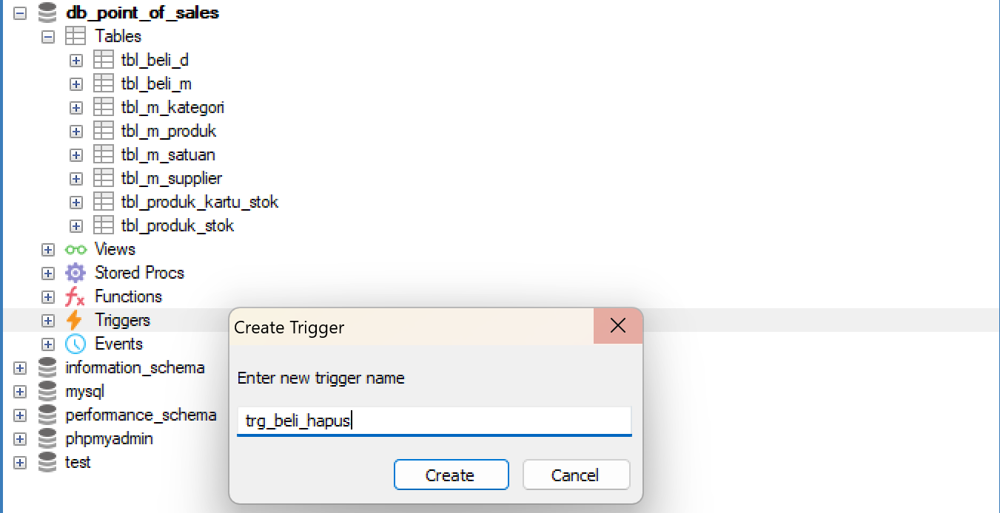 db_point_of_sales
Tables
tbl_beli_d
tbl_beli_m
tbl_m_kategori
tbl_m_produk
tbl_m_satuan
tbl_m_supplier
tbl_produk_kartu_stok
tbl_produk_stok
Views
Stored Procs
Functions
Triggers
Events
information_schema
mysql
performance_schema
phpmyadmin
test
Create Trigger
Enter new trigger name
trg_beli_hapus
Create Cancel